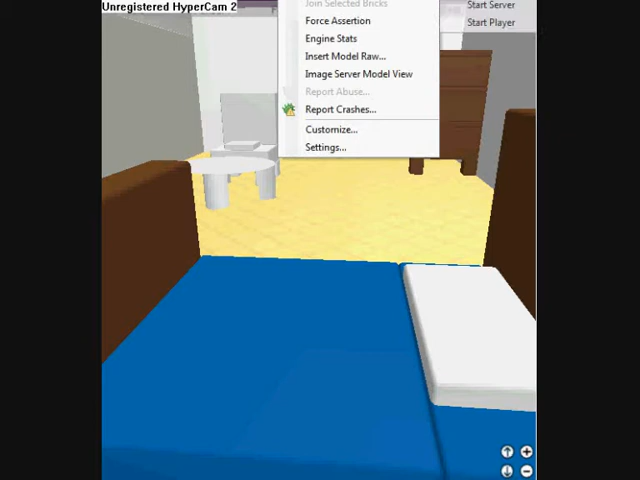 Unregistered HyperCam 2
Join Selected Bricks
Start Server
Force Assertion
Start Player
Engine Stats
Insert Model Raw...
Image Server Model View
Report Abuse...
Report Crashes...
Customize...
Settings...